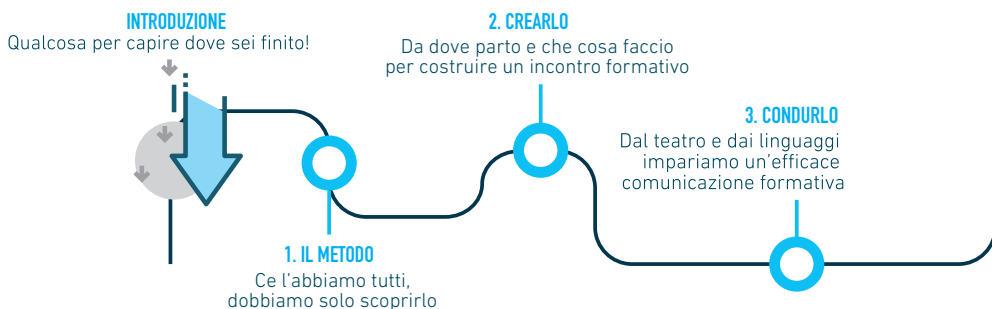 INTRODUZIONE
Qualcosa per capire dove sei finito!
1. IL METODO
Ce l'abbiamo tutti,
dobbiamo solo scoprirlo
2. CREARLO
Da dove parto e che cosa faccio
per costruire un incontro formativo
3. CONDURLO
Dal teatro e dai linguaggi
impariamo un'efficace
comunicazione formativa